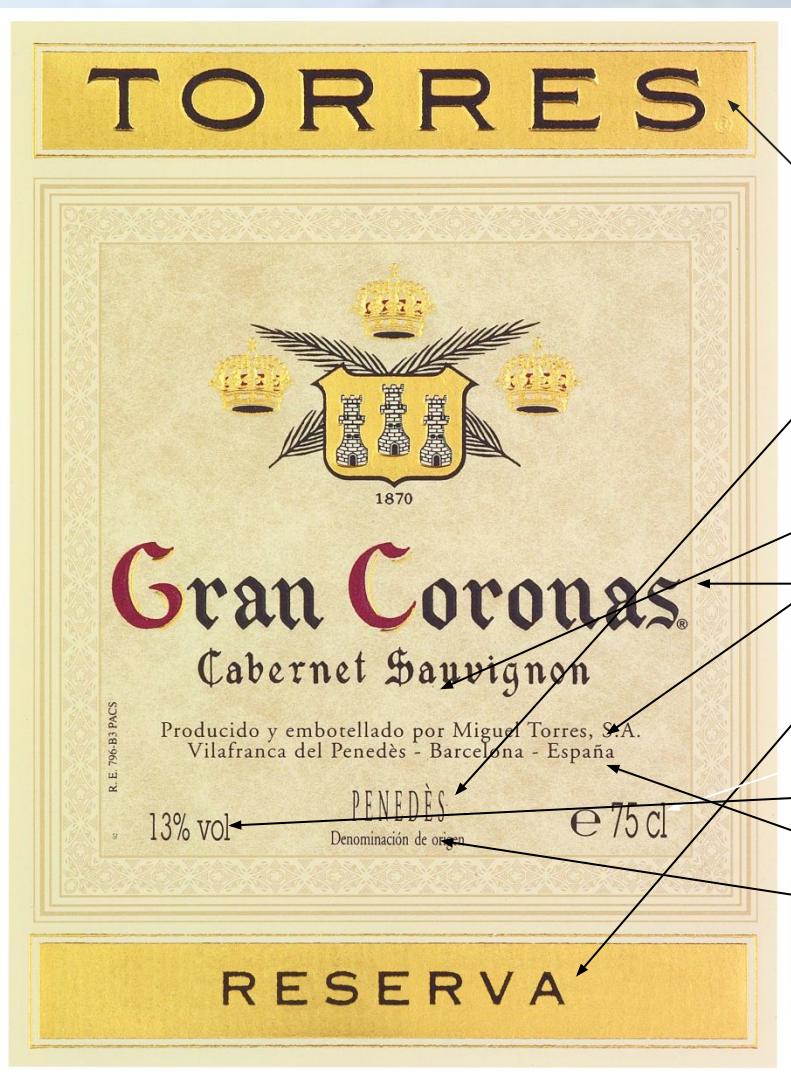 TORRES
1870
Gran Coronas®
Cabernet Sauvignon
Producido y embotellado por Miguel Torres, S.A.
Vilafranca del Penedès - Barcelona - España
R. E. 796-B3 PACS
PENEDÈS
13% vol
Denominación de origen
e 75 cl
RESERVA